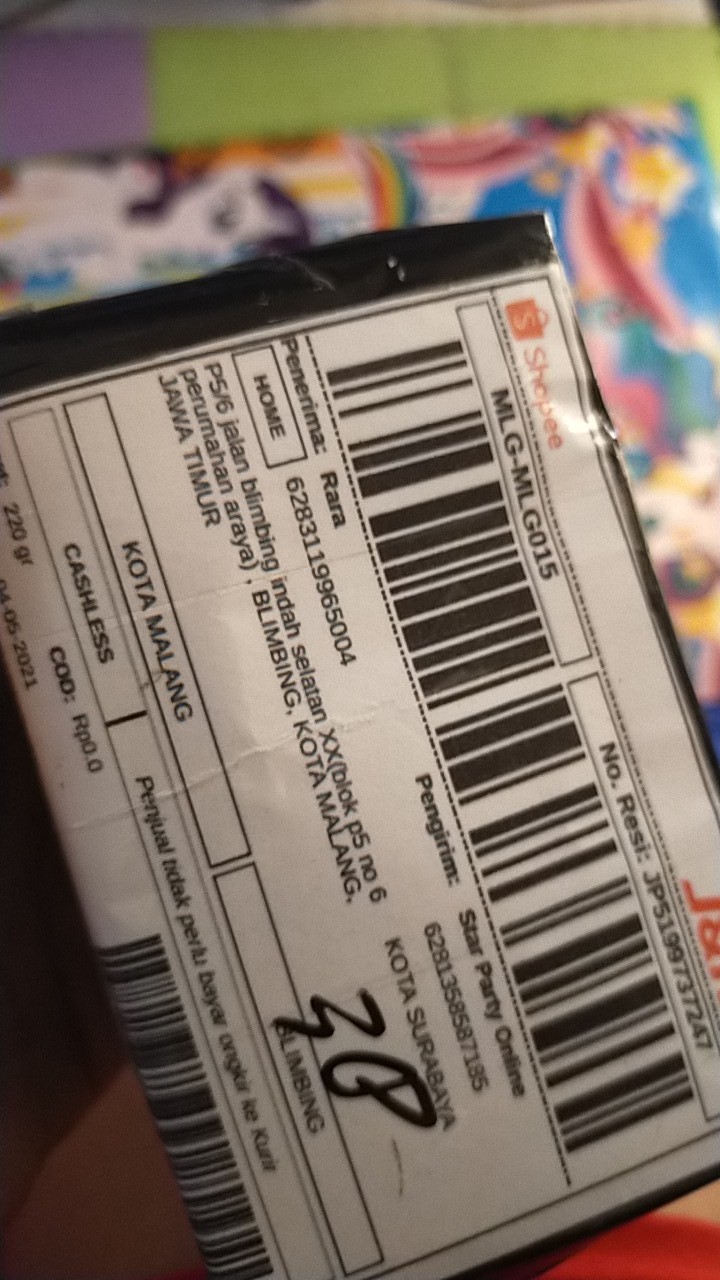 Shopee
J&
MLG-MLG015
No. Resi: JP5199737247
Penerima: Rara
6283119965004
HOME
P5/6 jalan blimbing indah selatan XX(blok p5 no 6
perumahan araya) , BLIMBING, KOTA MALANG,
JAWA TIMUR
Pengirim: Star Party Online
6281358587185
KOTA SURABAYA
30
KOTA MALANG
BLIMBING
CASHLESS
Penjual tidak perlu bayar ongkir ke Kurir
COD: Rp0.0
220 gr
04-05-2021